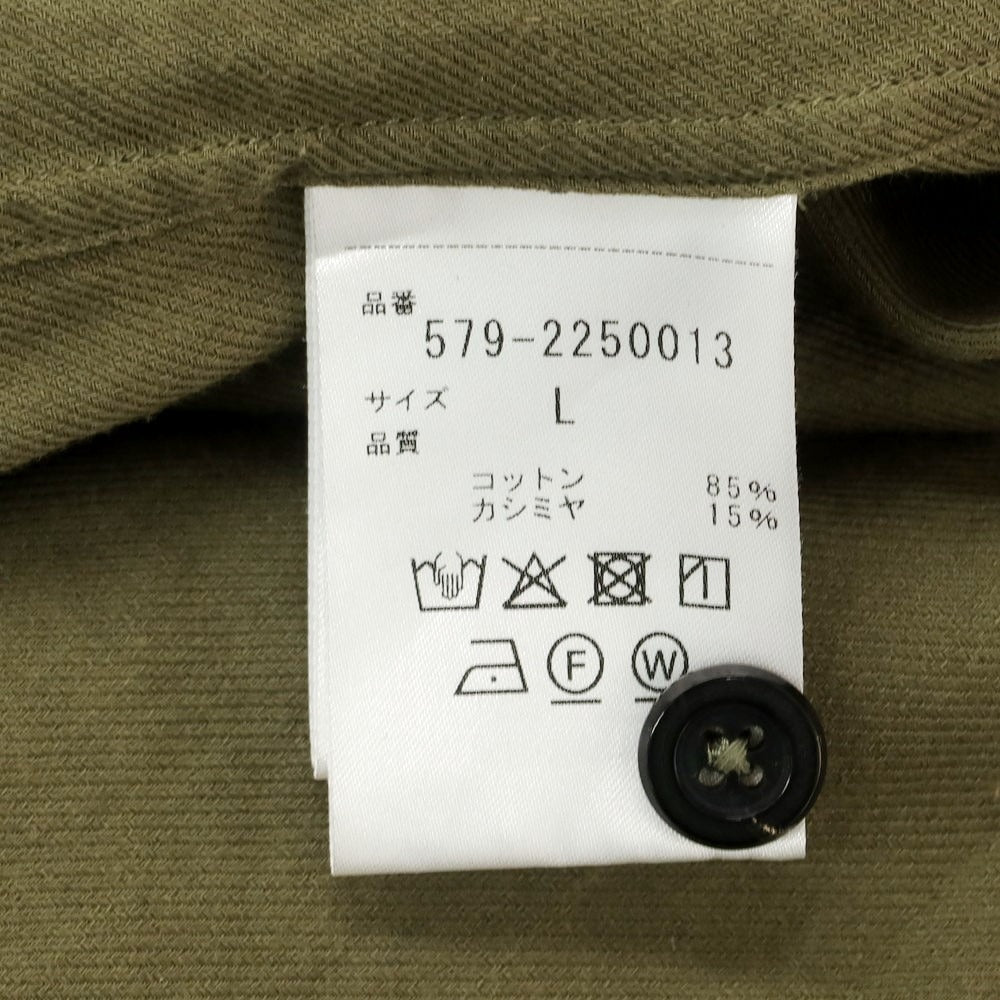 品番
579-2250013
サイズ L
品質
コットン 85%
カシミヤ 15%
F W